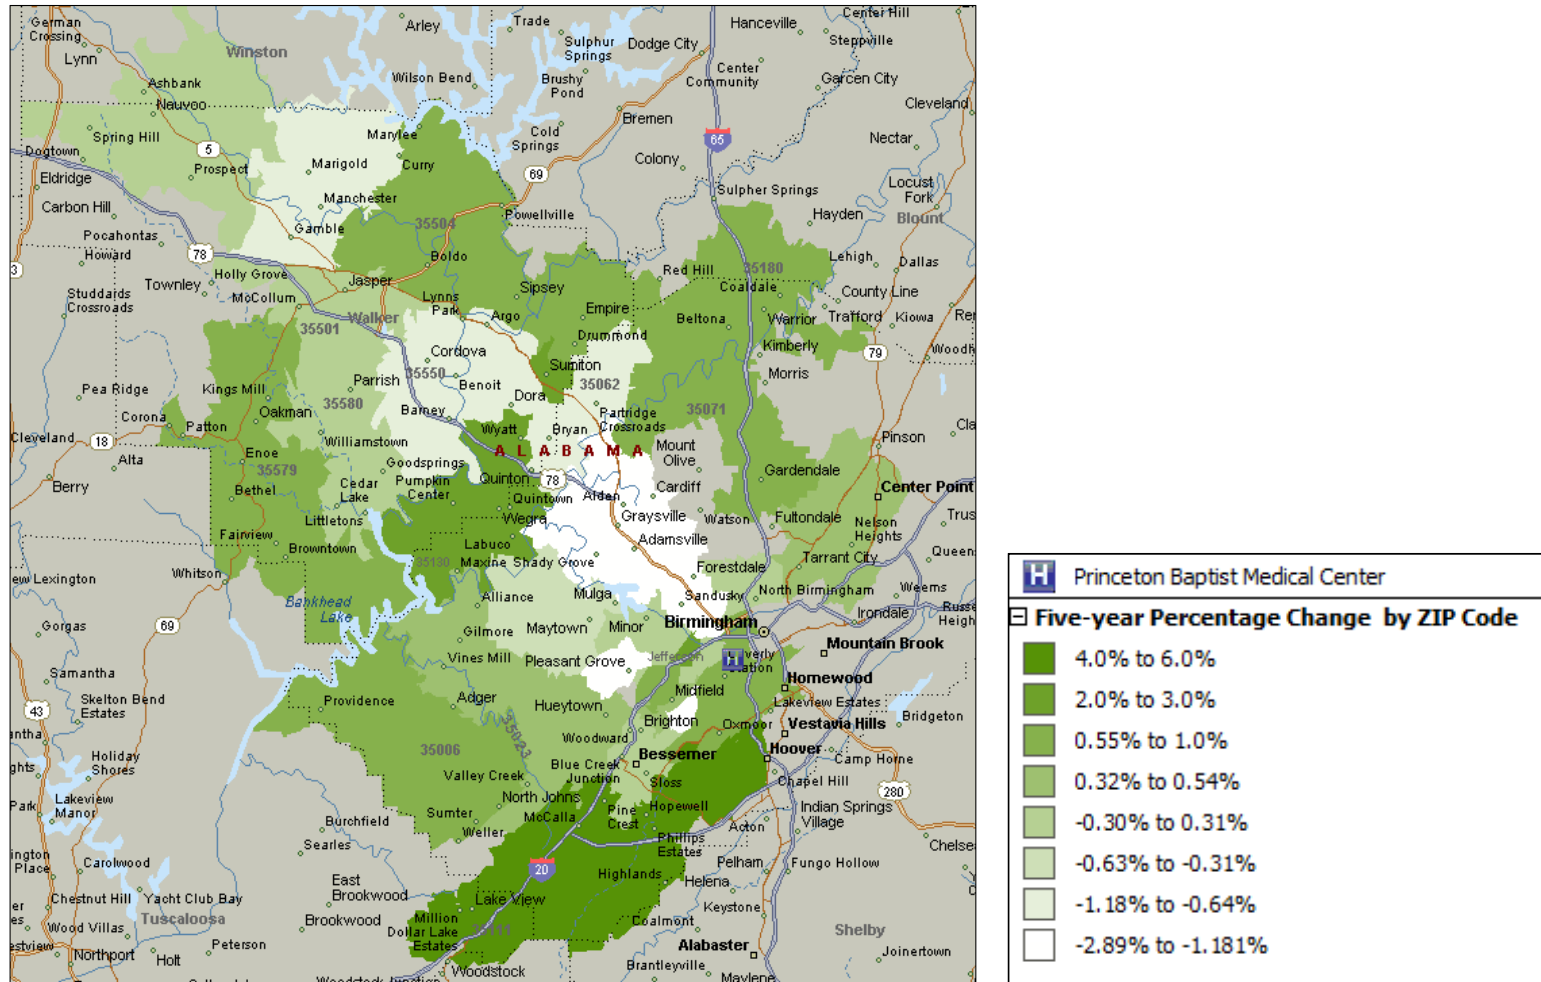 German
Crossing
Lynn
Winston
Arley
Trade
Sulphur
Springs
Dodge City
Hanceville
Center Hill
Steppville
Wilson Bend
Brushy
Pond
Center
Community
Garcen City
Ashbank
Nauvoo
Cleveland
Spring Hill
Marylee
Cold
Springs
Bremen
65
Nectar
Dogtown
5
Prospect
Marigold
Curry
69
Colony
Eldridge
Manchester
Sulpher Springs
Locust
Fork
Carbon Hill
Powellville
Hayden
Blount
Pocahontas
Gamble
35504
Howard
78
Boldo
3
Holly Grove
Red Hill
35180
Lehigh
Dallas
Townley
Jasper
Coaldale
Studdards
Crossroads
McCollum
Lynns
Park
Sipsey
County Line
Walker
Argo
Empire
Beltona
Warrior
Trafford
Kiowa
35501
Drummond
Kimberly
79
Cordova
35550
Sumiton
Morris
Pea Ridge
Kings Mill
Parrish
Benoit
35062
35580
Dora
Corona
Oakman
Barney
Partridge
Crossroads
35071
Patton
Wyatt
Bryan
Cleveland
18
Williamstown
ALABAMA
Mount
Olive
Pinson
Alta
Enoe
35579
Goodsprings
Gardendale
Berry
Bethel
Cedar
Lake
Pumpkin
Center
Quinton
78
Alden
Cardiff
Center Point
Quintown
Littletons
Wegra
Graysville
Watson
Fultondale
Nelson
Heights
Fairview
Labuco
Adamsville
Browntown
35130
Maxine
Shady Grove
Tarrant City
ew Lexington
Whitson
Forestdale
Weems
Bankhead
Lake
Alliance
Mulga
Sandusky
North Birmingham
Gorgas
69
Gilmore
Maytown
Minor
Birmingham
Irondale
Vines Mill
Pleasant Grove
Jefferson
H
Mountain Brook
Samantha
Midfield
Homewood
Skelton Bend
Estates
Providence
Adger
Hueytown
Lakeview Estates
43
35023
Brighton
Oxmoor
Vestavia Hills
Bridgeton
35006
Woodward
Holiday
Shores
Blue Creek
Junction
Bessemer
Hoover
Camp Horne
Valley Creek
Sloss
Chapel Hill
280
Lakeview
Manor
North Johns
Pine
Crest
Hopewell
Indian Springs
Village
Sumter
McCalla
Burchfield
Weller
Acton
Searles
Phillips
Estates
Carolwood
20
Pelham
Fungo Hollow
East
Brookwood
Highlands
Helena
Chestnut Hill
Yacht Club Bay
Lake View
Keystone
Tuscaloosa
Brookwood
Million
Dollar Lake
Estates
35111
Coalmont
Shelby
Wood Villas
Peterson
Alabaster
Joinertown
Northport
Holt
Woodstock
Brantleyville
Maylene
H Princeton Baptist Medical Center
Five-year Percentage Change by ZIP Code
4.0% to 6.0%
2.0% to 3.0%
0.55% to 1.0%
0.32% to 0.54%
-0.30% to 0.31%
-0.63% to -0.31%
-1.18% to -0.64%
-2.89% to -1.181%